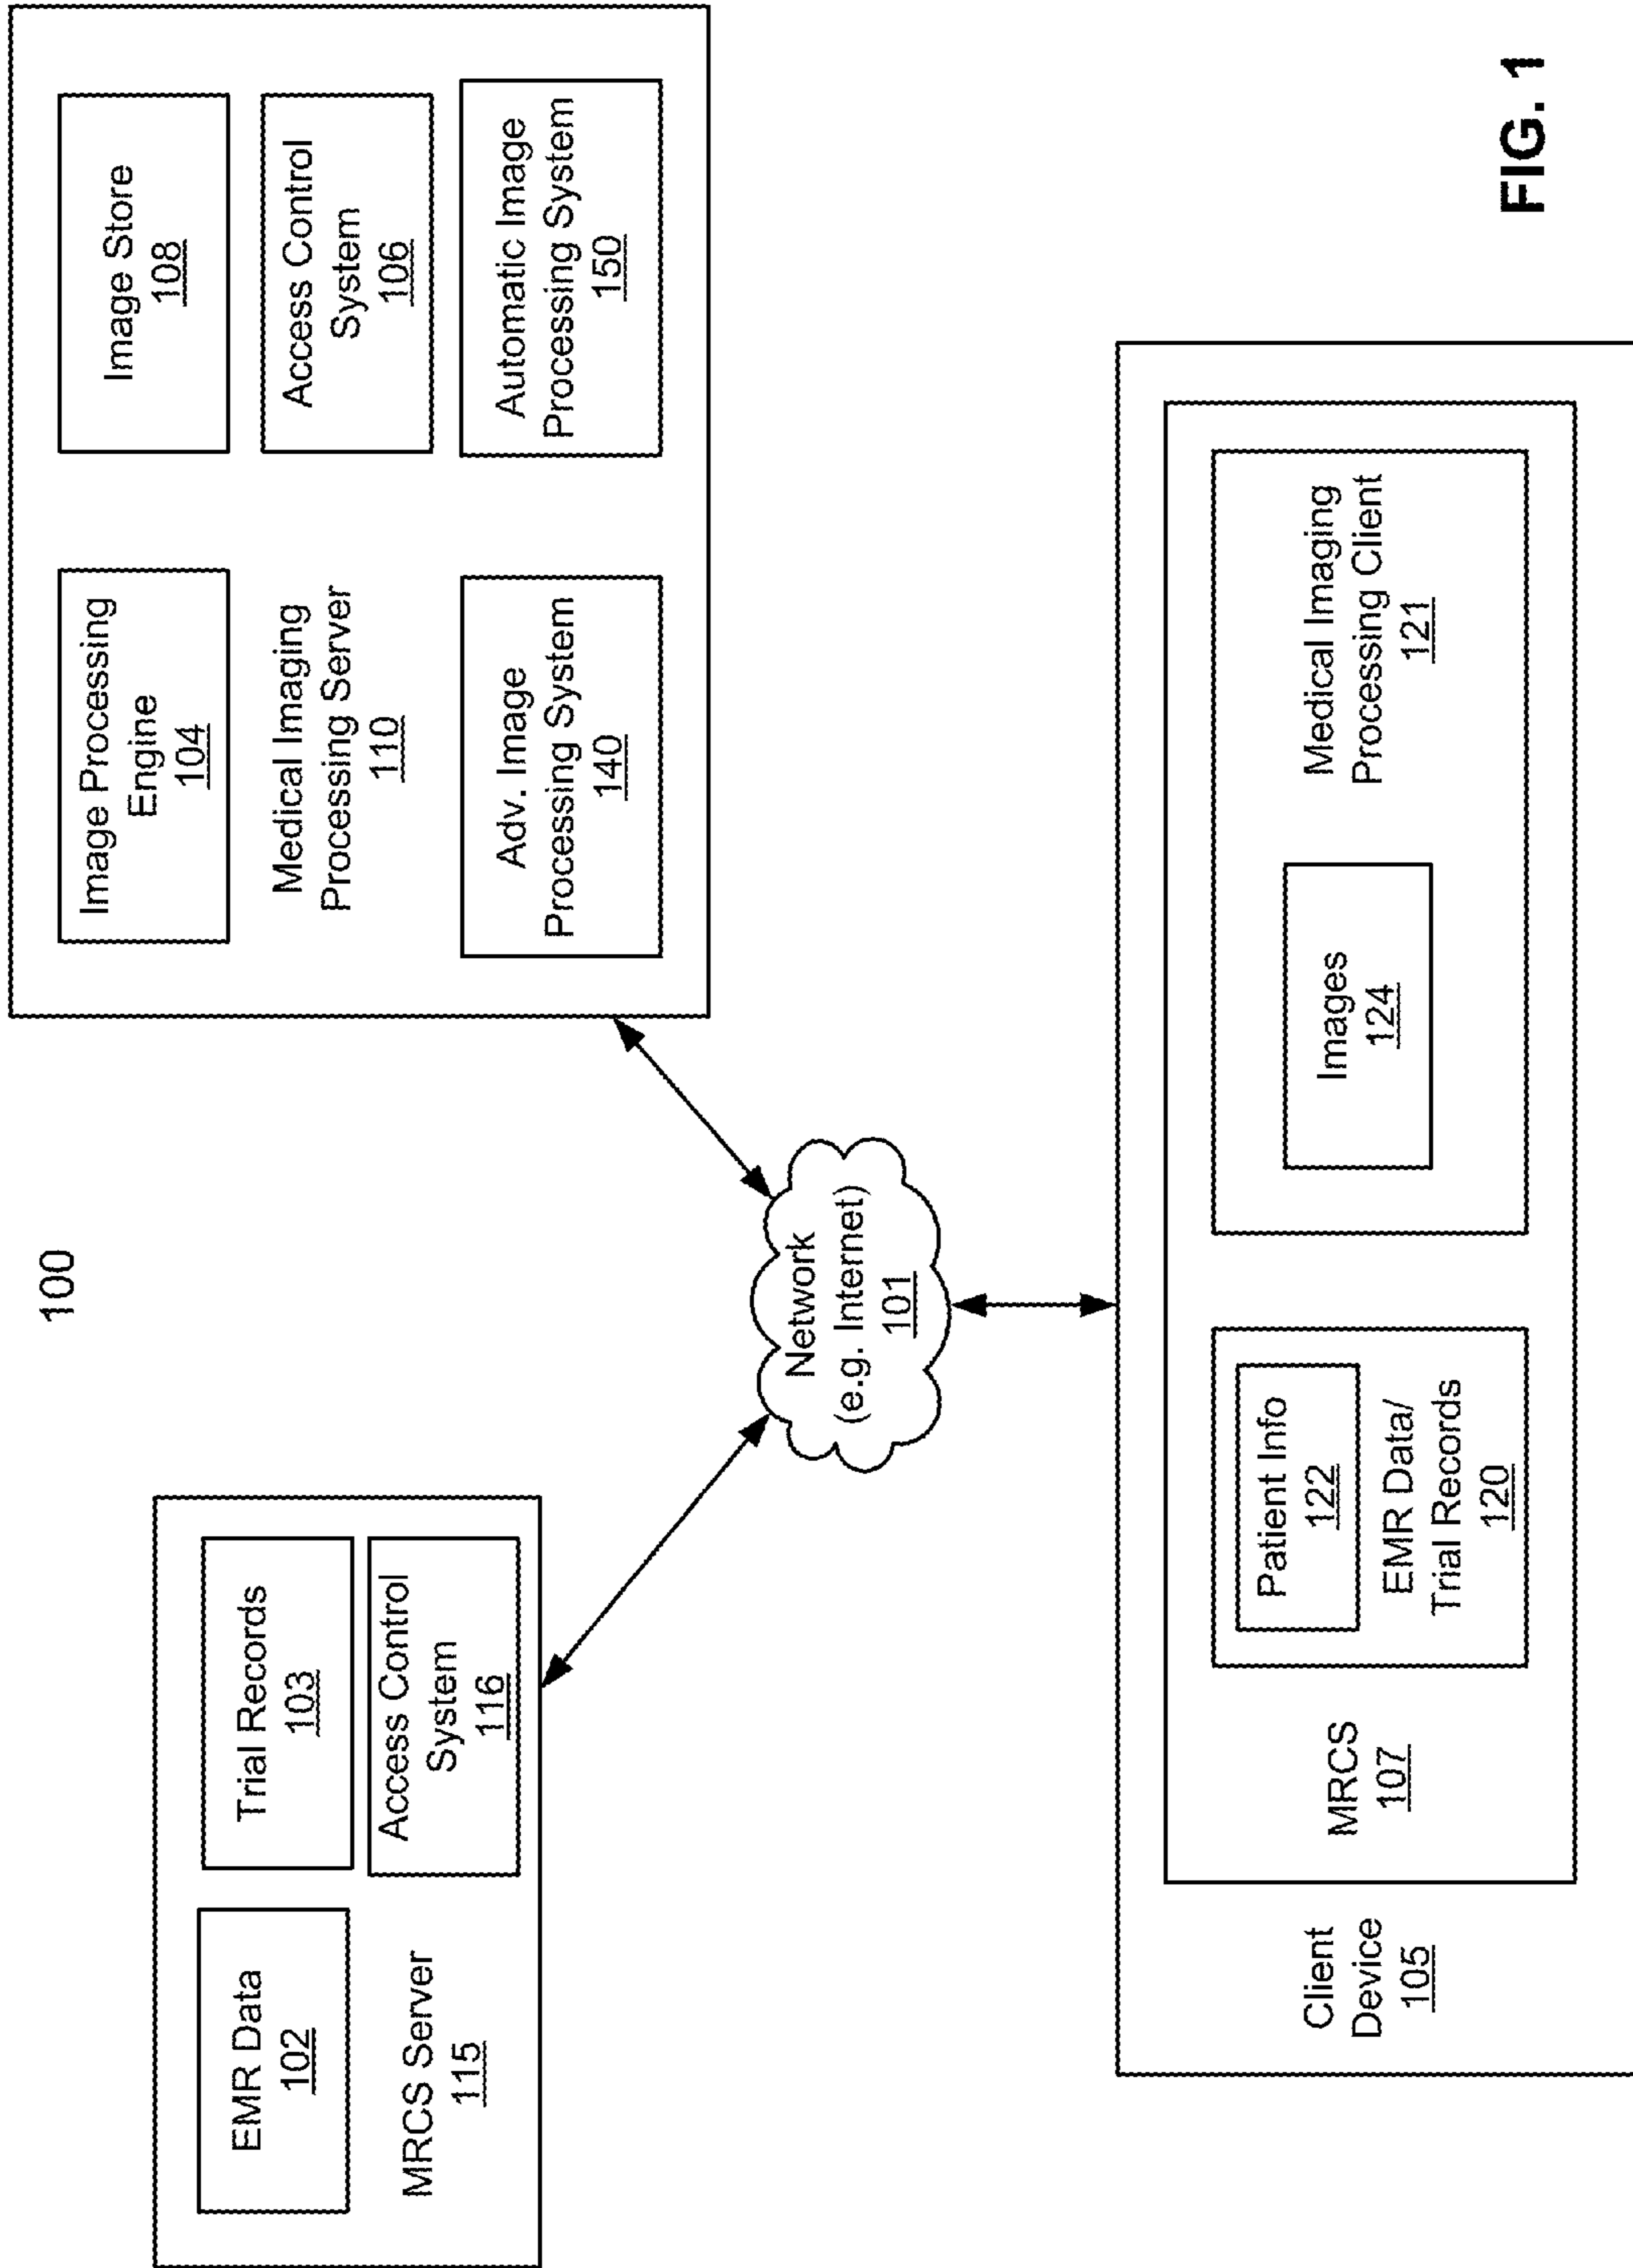 100
EMR Data
102
Trial Records
103
MRCS Server
115
Access Control
System
116
Image Processing
Engine
104
Image Store
108
Medical Imaging
Processing Server
110
Access Control
System
106
Adv. Image
Processing System
140
Automatic Image
Processing System
150
Network
(e.g. Internet)
101
Client
Device
105
MRCS
107
Patient Info
122
EMR Data/
Trial Records
120
Images
124
Medical Imaging
Processing Client
121
FIG. 1